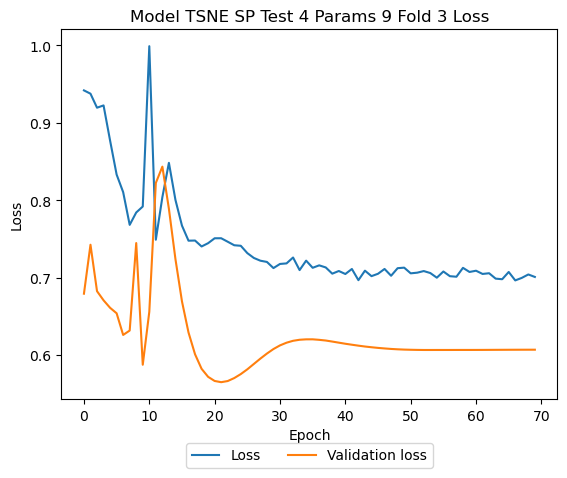 Model TSNE SP Test 4 Params 9 Fold 3 Loss
1.0
0.9
0.8
0.7
0.6
Loss
0 10 20 30 40 50 60 70
Epoch
Loss Validation loss